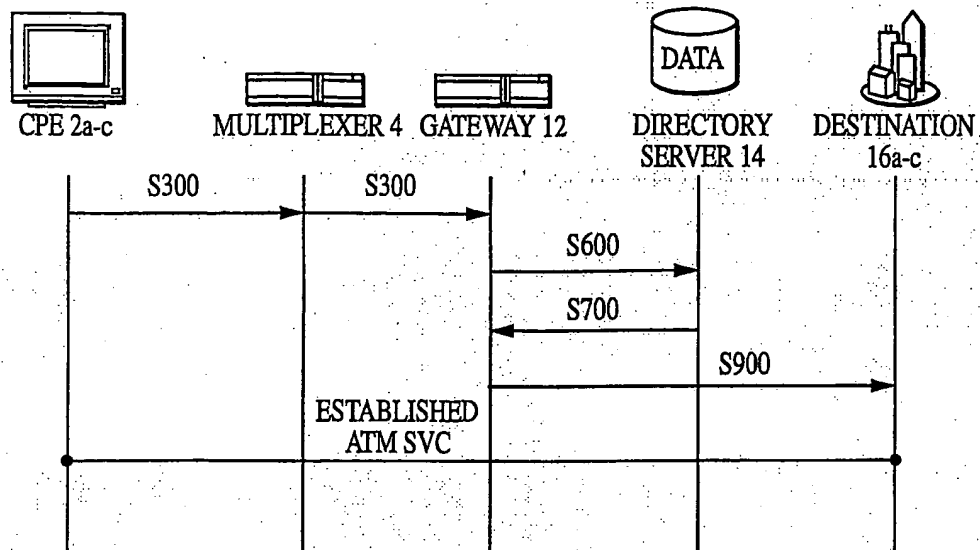 DATA
CPE 2a-c
MULTIPLEXER 4
GATEWAY 12
DIRECTORY
SERVER 14
DESTINATION
16a-c
S300
S300
S600
S700
S900
ESTABLISHED
ATM SVC